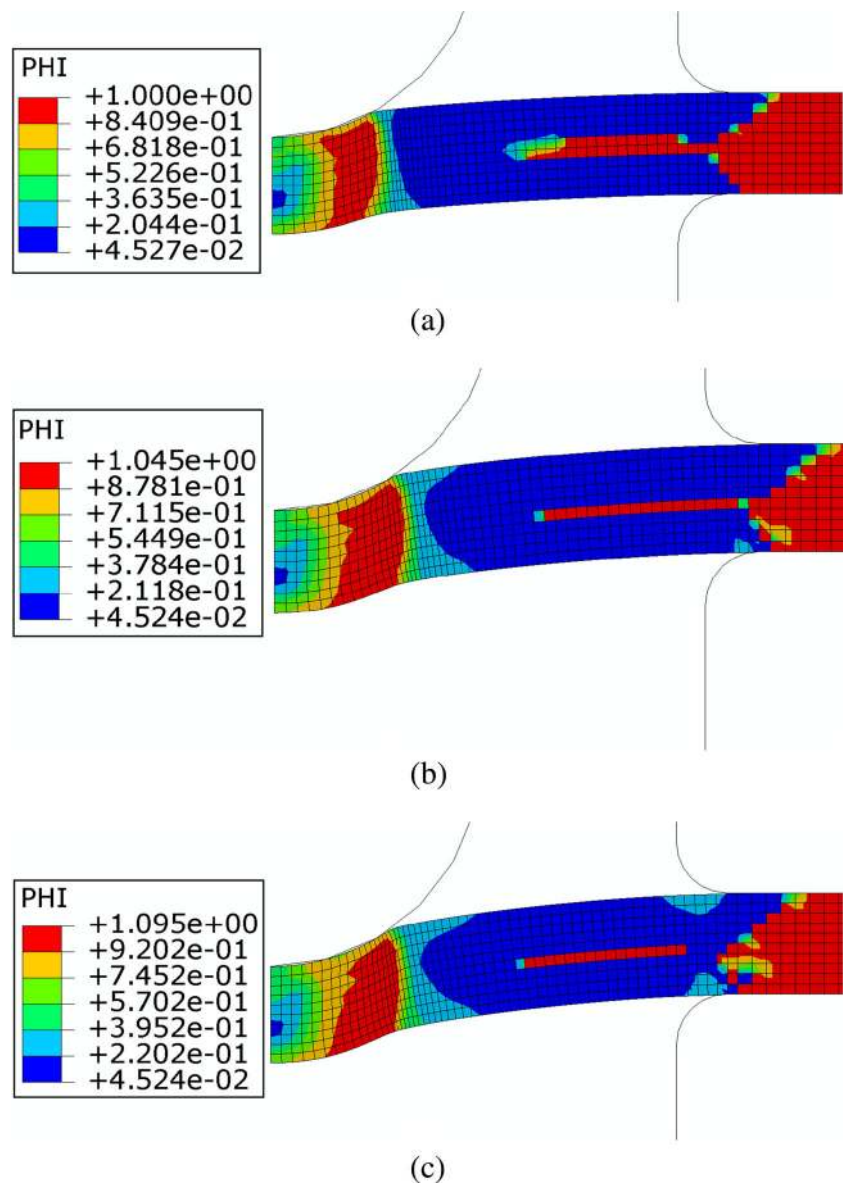 PHI
+1.000e+00
+8.409e-01
+6.818e-01
+5.226e-01
+3.635e-01
+2.044e-01
+4.527e-02
(a)
PHI
+1.045e+00
+8.781e-01
+7.115e-01
+5.449e-01
+3.784e-01
+2.118e-01
+4.524e-02
(b)
PHI
+1.095e+00
+9.202e-01
+7.452e-01
+5.702e-01
+3.952e-01
+2.202e-01
+4.524e-02
(c)